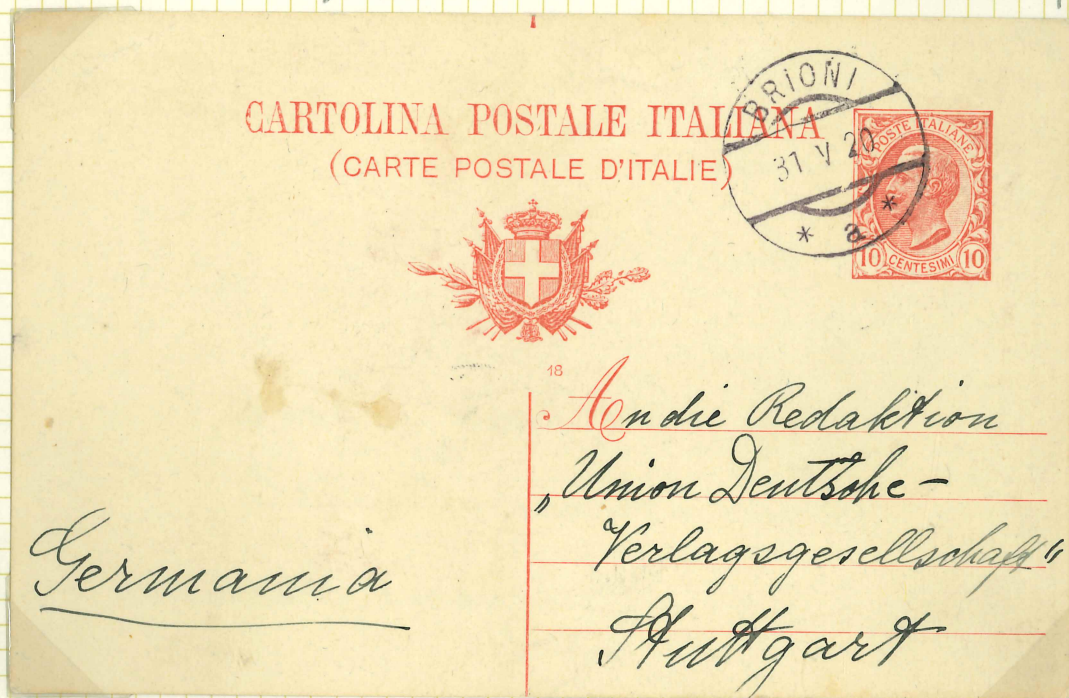 CARTOLINA POSTALE ITALIANA
(CARTE POSTALE D'ITALIE)
BRIONI
31 V 20
* a *
POSTE ITALIANE
10 CENTESIMI 10
18
An die Redaktion
„Union Deutsche-
Verlagsgesellschaft"
Stuttgart
Germania